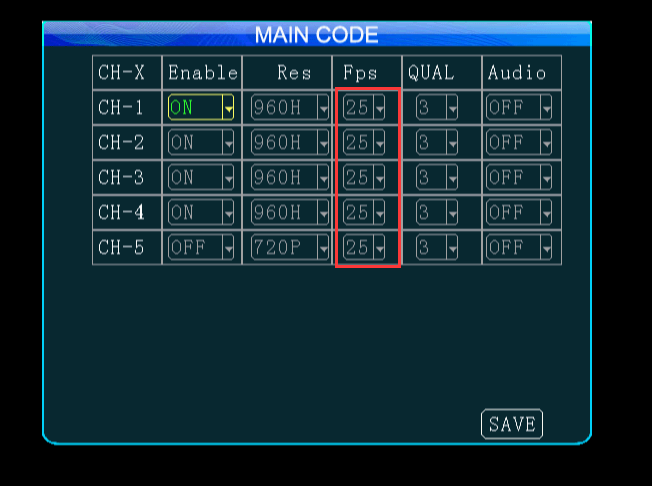 MAIN CODE
CH-X Enable Res Fps QUAL Audio
CH-1 ON 960H 25 3 OFF
CH-2 ON 960H 25 3 OFF
CH-3 ON 960H 25 3 OFF
CH-4 ON 960H 25 3 OFF
CH-5 OFF 720P 25 3 OFF
SAVE